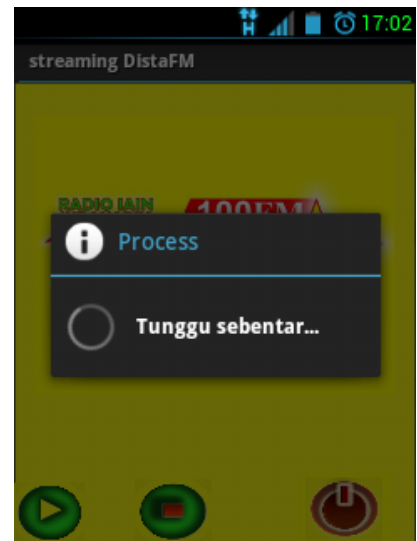 H 17:02
streaming DistaFM
RADIO IAIN
100FM
Process
Tunggu sebentar...